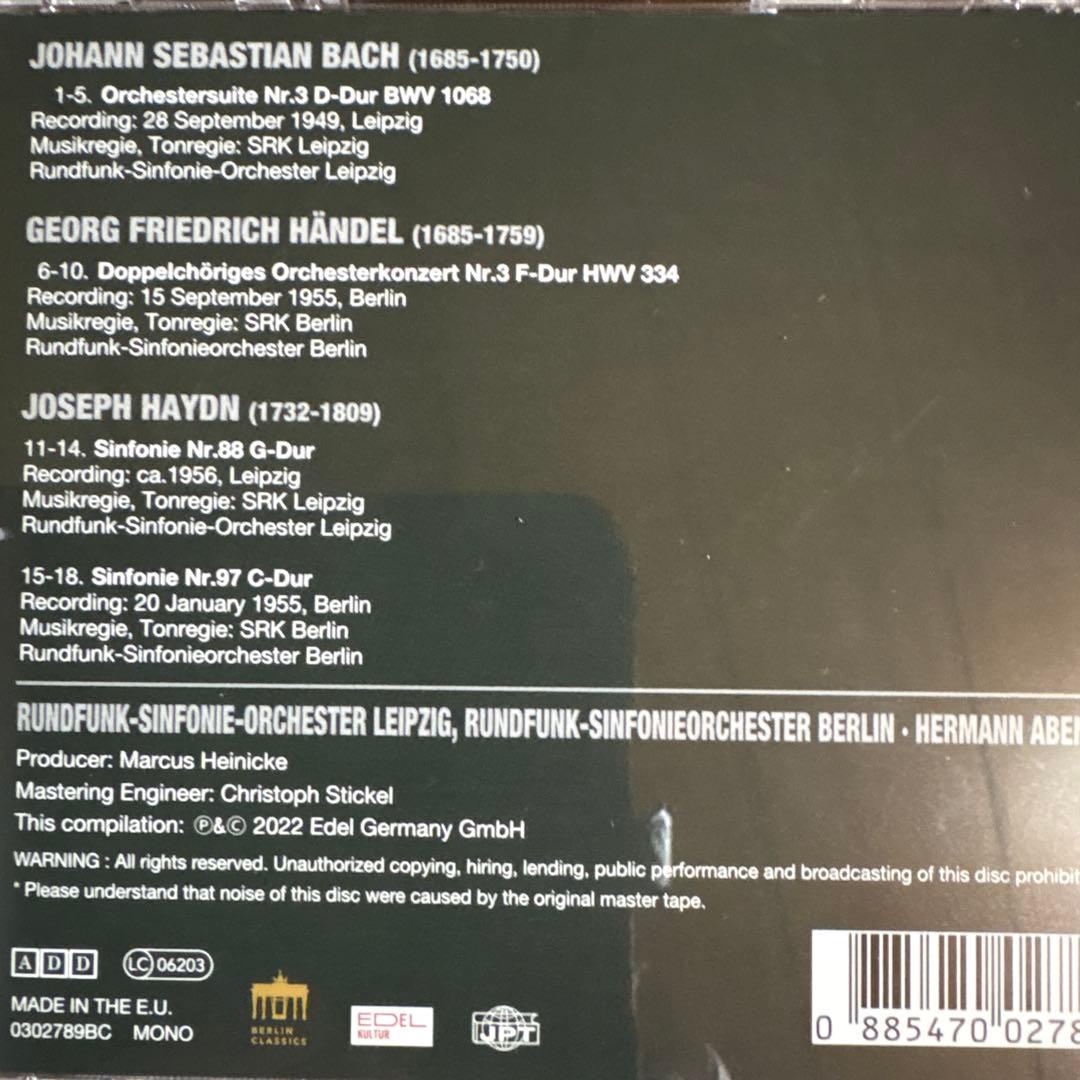 JOHANN SEBASTIAN BACH (1685-1750)
1-5. Orchestersuite Nr.3 D-Dur BWV 1068
Recording: 28 September 1949, Leipzig
Musikregie, Tonregie: SRK Leipzig
Rundfunk-Sinfonie-Orchester Leipzig
GEORG FRIEDRICH HÄNDEL (1685-1759)
6-10. Doppelchöriges Orchesterkonzert Nr.3 F-Dur HWV 334
Recording: 15 September 1955, Berlin
Musikregie, Tonregie: SRK Berlin
Rundfunk-Sinfonieorchester Berlin
JOSEPH HAYDN (1732-1809)
11-14. Sinfonie Nr.88 G-Dur
Recording: ca.1956, Leipzig
Musikregie, Tonregie: SRK Leipzig
Rundfunk-Sinfonie-Orchester Leipzig
15-18. Sinfonie Nr.97 C-Dur
Recording: 20 January 1955, Berlin
Musikregie, Tonregie: SRK Berlin
Rundfunk-Sinfonieorchester Berlin
RUNDFUNK-SINFONIE-ORCHESTER LEIPZIG, RUNDFUNK-SINFONIEORCHESTER BERLIN · HERMANN ABEN
Producer: Marcus Heinicke
Mastering Engineer: Christoph Stickel
This compilation: ℗&© 2022 Edel Germany GmbH
WARNING : All rights reserved. Unauthorized copying, hiring, lending, public performance and broadcasting of this disc prohibit
* Please understand that noise of this disc were caused by the original master tape.
ADD LC 06203
MADE IN THE E.U.
0302789BC MONO
BERLIN
CLASSICS
EDEL
KULTUR
JPT
0 885470 0278